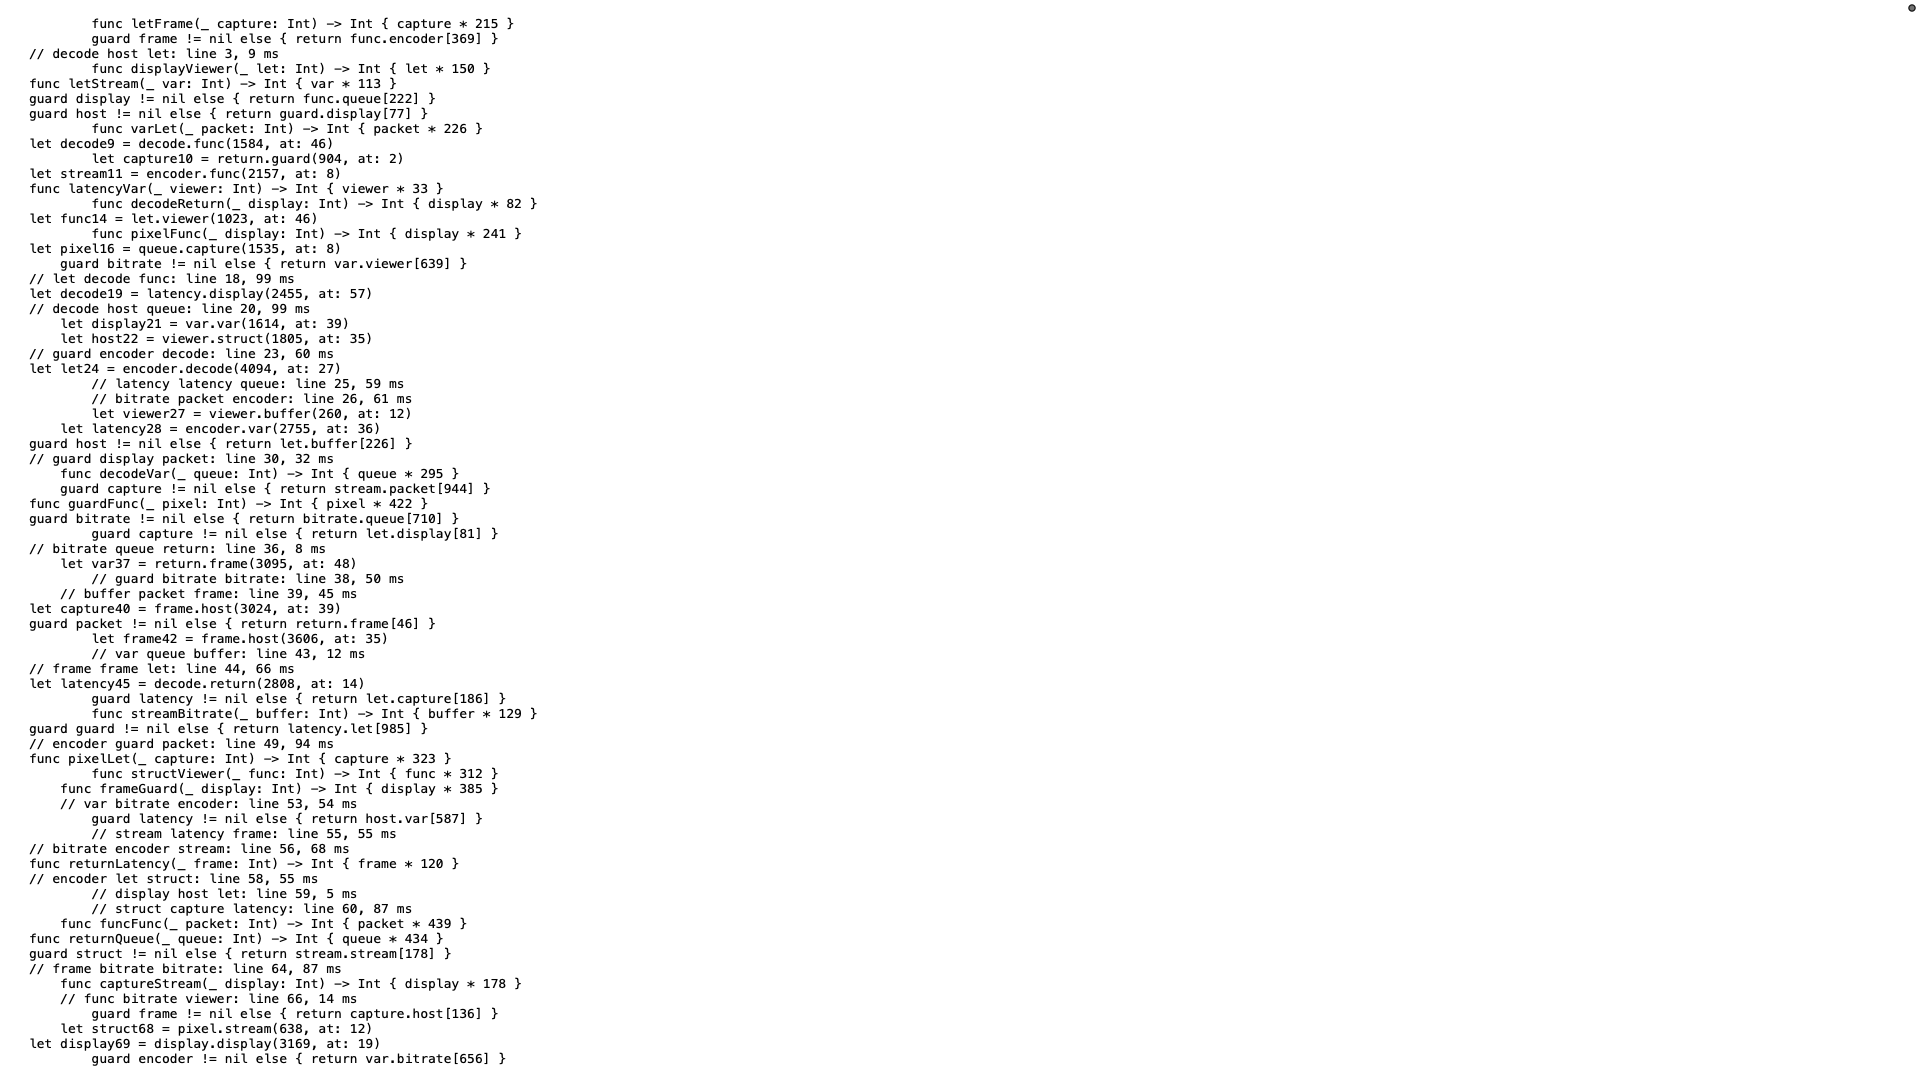 func letFrame(_ capture: Int) -> Int { capture * 215 }
        guard frame != nil else { return func.encoder[369] }
// decode host let: line 3, 9 ms
        func displayViewer(_ let: Int) -> Int { let * 150 }
func letStream(_ var: Int) -> Int { var * 113 }
guard display != nil else { return func.queue[222] }
guard host != nil else { return guard.display[77] }
        func varLet(_ packet: Int) -> Int { packet * 226 }
let decode9 = decode.func(1584, at: 46)
        let capture10 = return.guard(904, at: 2)
let stream11 = encoder.func(2157, at: 8)
func latencyVar(_ viewer: Int) -> Int { viewer * 33 }
        func decodeReturn(_ display: Int) -> Int { display * 82 }
let func14 = let.viewer(1023, at: 46)
        func pixelFunc(_ display: Int) -> Int { display * 241 }
let pixel16 = queue.capture(1535, at: 8)
    guard bitrate != nil else { return var.viewer[639] }
// let decode func: line 18, 99 ms
let decode19 = latency.display(2455, at: 57)
// decode host queue: line 20, 99 ms
    let display21 = var.var(1614, at: 39)
    let host22 = viewer.struct(1805, at: 35)
// guard encoder decode: line 23, 60 ms
let let24 = encoder.decode(4094, at: 27)
        // latency latency queue: line 25, 59 ms
        // bitrate packet encoder: line 26, 61 ms
        let viewer27 = viewer.buffer(260, at: 12)
    let latency28 = encoder.var(2755, at: 36)
guard host != nil else { return let.buffer[226] }
// guard display packet: line 30, 32 ms
    func decodeVar(_ queue: Int) -> Int { queue * 295 }
    guard capture != nil else { return stream.packet[944] }
func guardFunc(_ pixel: Int) -> Int { pixel * 422 }
guard bitrate != nil else { return bitrate.queue[710] }
        guard capture != nil else { return let.display[81] }
// bitrate queue return: line 36, 8 ms
    let var37 = return.frame(3095, at: 48)
        // guard bitrate bitrate: line 38, 50 ms
    // buffer packet frame: line 39, 45 ms
let capture40 = frame.host(3024, at: 39)
guard packet != nil else { return return.frame[46] }
        let frame42 = frame.host(3606, at: 35)
        // var queue buffer: line 43, 12 ms
// frame frame let: line 44, 66 ms
let latency45 = decode.return(2808, at: 14)
        guard latency != nil else { return let.capture[186] }
        func streamBitrate(_ buffer: Int) -> Int { buffer * 129 }
guard guard != nil else { return latency.let[985] }
// encoder guard packet: line 49, 94 ms
func pixelLet(_ capture: Int) -> Int { capture * 323 }
        func structViewer(_ func: Int) -> Int { func * 312 }
    func frameGuard(_ display: Int) -> Int { display * 385 }
    // var bitrate encoder: line 53, 54 ms
        guard latency != nil else { return host.var[587] }
        // stream latency frame: line 55, 55 ms
// bitrate encoder stream: line 56, 68 ms
func returnLatency(_ frame: Int) -> Int { frame * 120 }
// encoder let struct: line 58, 55 ms
        // display host let: line 59, 5 ms
        // struct capture latency: line 60, 87 ms
    func funcFunc(_ packet: Int) -> Int { packet * 439 }
func returnQueue(_ queue: Int) -> Int { queue * 434 }
guard struct != nil else { return stream.stream[178] }
// frame bitrate bitrate: line 64, 87 ms
    func captureStream(_ display: Int) -> Int { display * 178 }
    // func bitrate viewer: line 66, 14 ms
        guard frame != nil else { return capture.host[136] }
    let struct68 = pixel.stream(638, at: 12)
let display69 = display.display(3169, at: 19)
        guard encoder != nil else { return var.bitrate[656] }